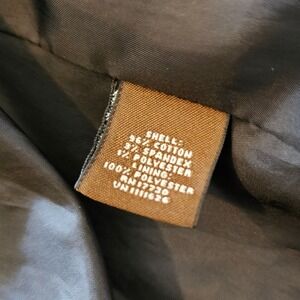 SHELL:
96% COTTON
3% SPANDEX
1% POLYESTER
LINING:
100% POLYESTER